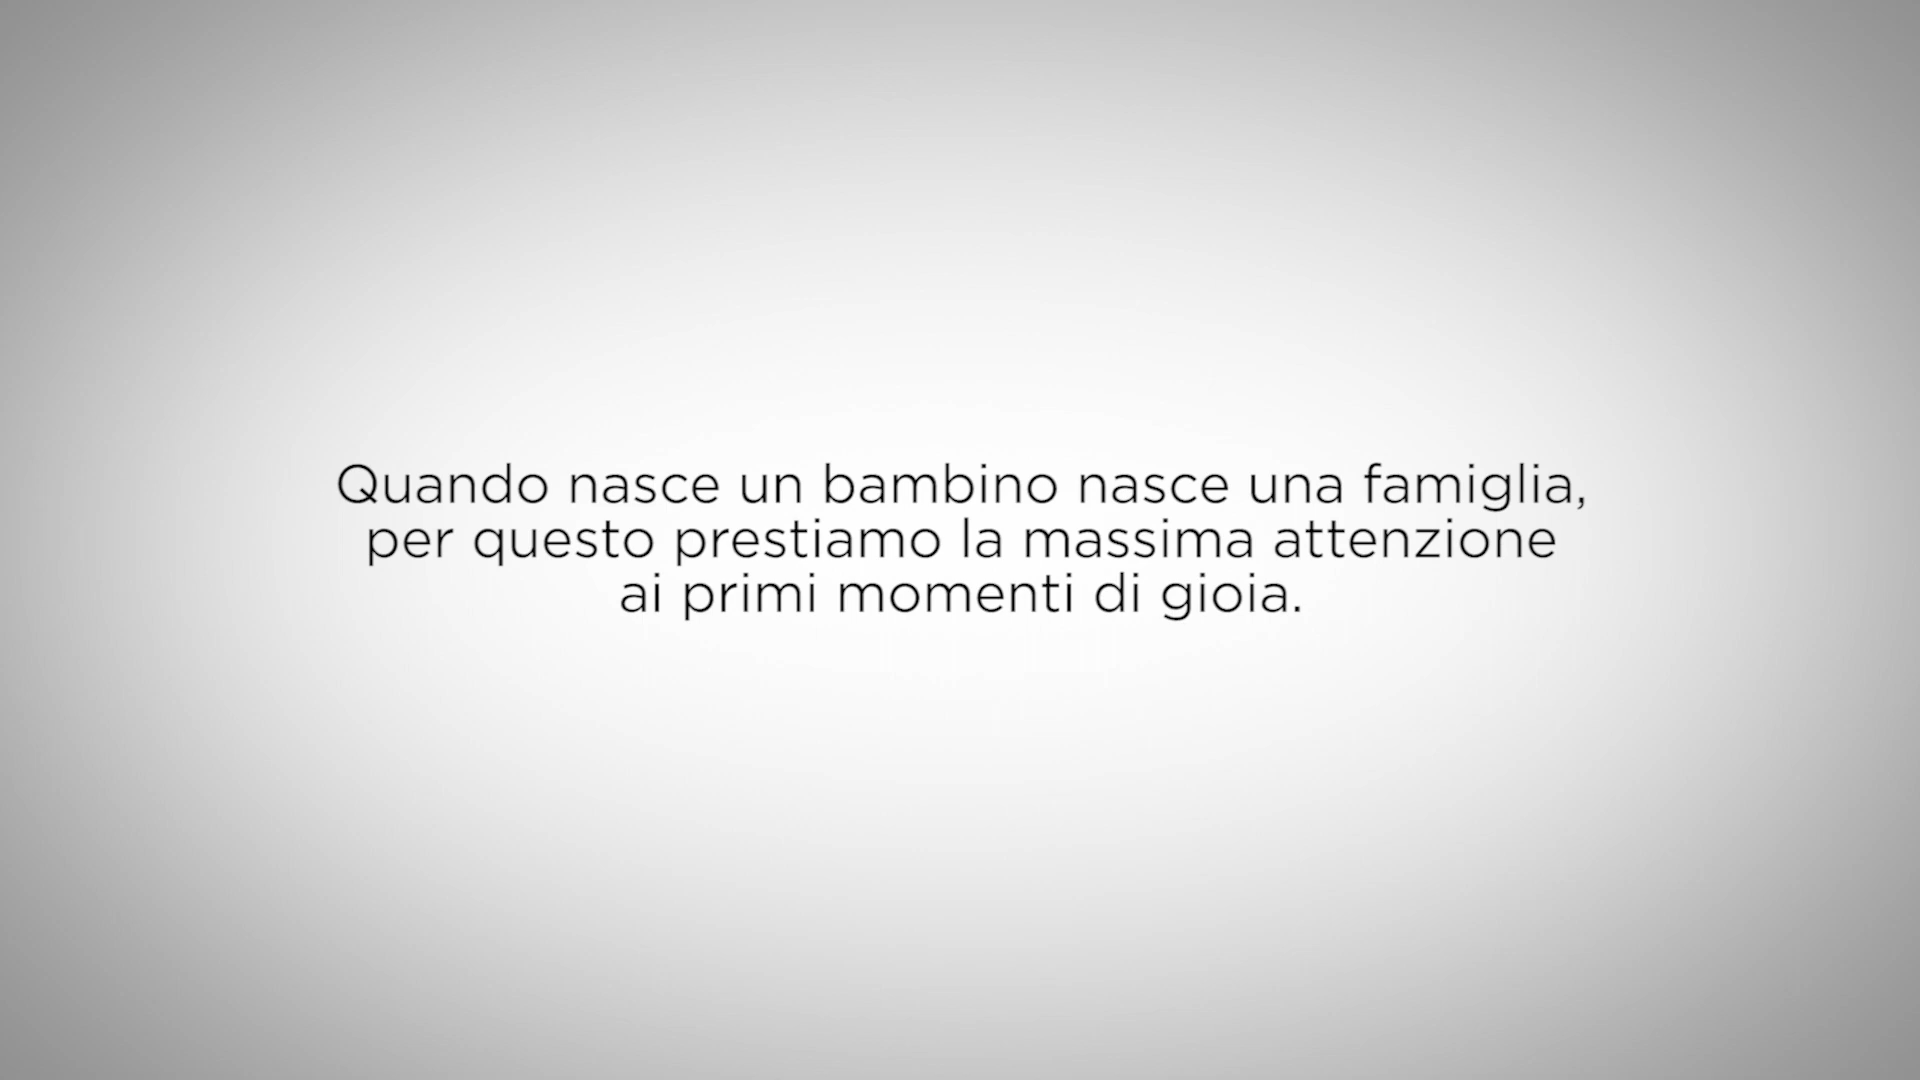 Quando nasce un bambino nasce una famiglia,
per questo prestiamo la massima attenzione
ai primi momenti di gioia.